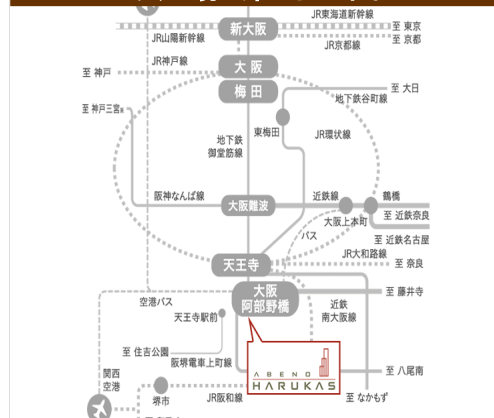 JR東海道新幹線
至 東京
新大阪
JR山陽新幹線
JR京都線
至 京都
JR神戸線
至 神戸
大阪
梅田
至 大日
地下鉄谷町線
至 神戸三宮
東梅田
JR環状線
地下鉄
御堂筋線
阪神なんば線
大阪難波
近鉄線
鶴橋
大阪上本町
至 近鉄奈良
バス
至 近鉄名古屋
JR大和路線
天王寺
至 奈良
大阪
阿部野橋
至 藤井寺
空港バス
近鉄
南大阪線
天王寺駅前
至 住吉公園
阪堺電車上町線
ABENO
HARUKAS
至 八尾南
関西
空港
堺市
JR阪和線
至 なかもず